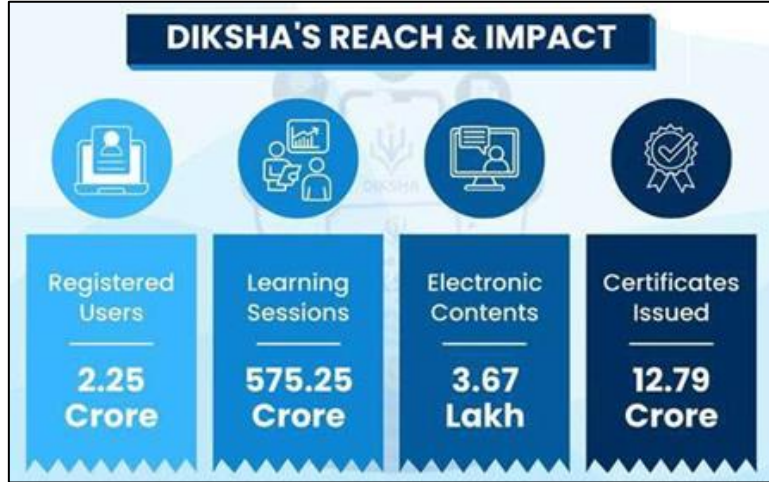 DIKSHA'S REACH & IMPACT
DIKSHA
Registered
Users
2.25
Crore
Learning
Sessions
575.25
Crore
Electronic
Contents
3.67
Lakh
Certificates
Issued
12.79
Crore